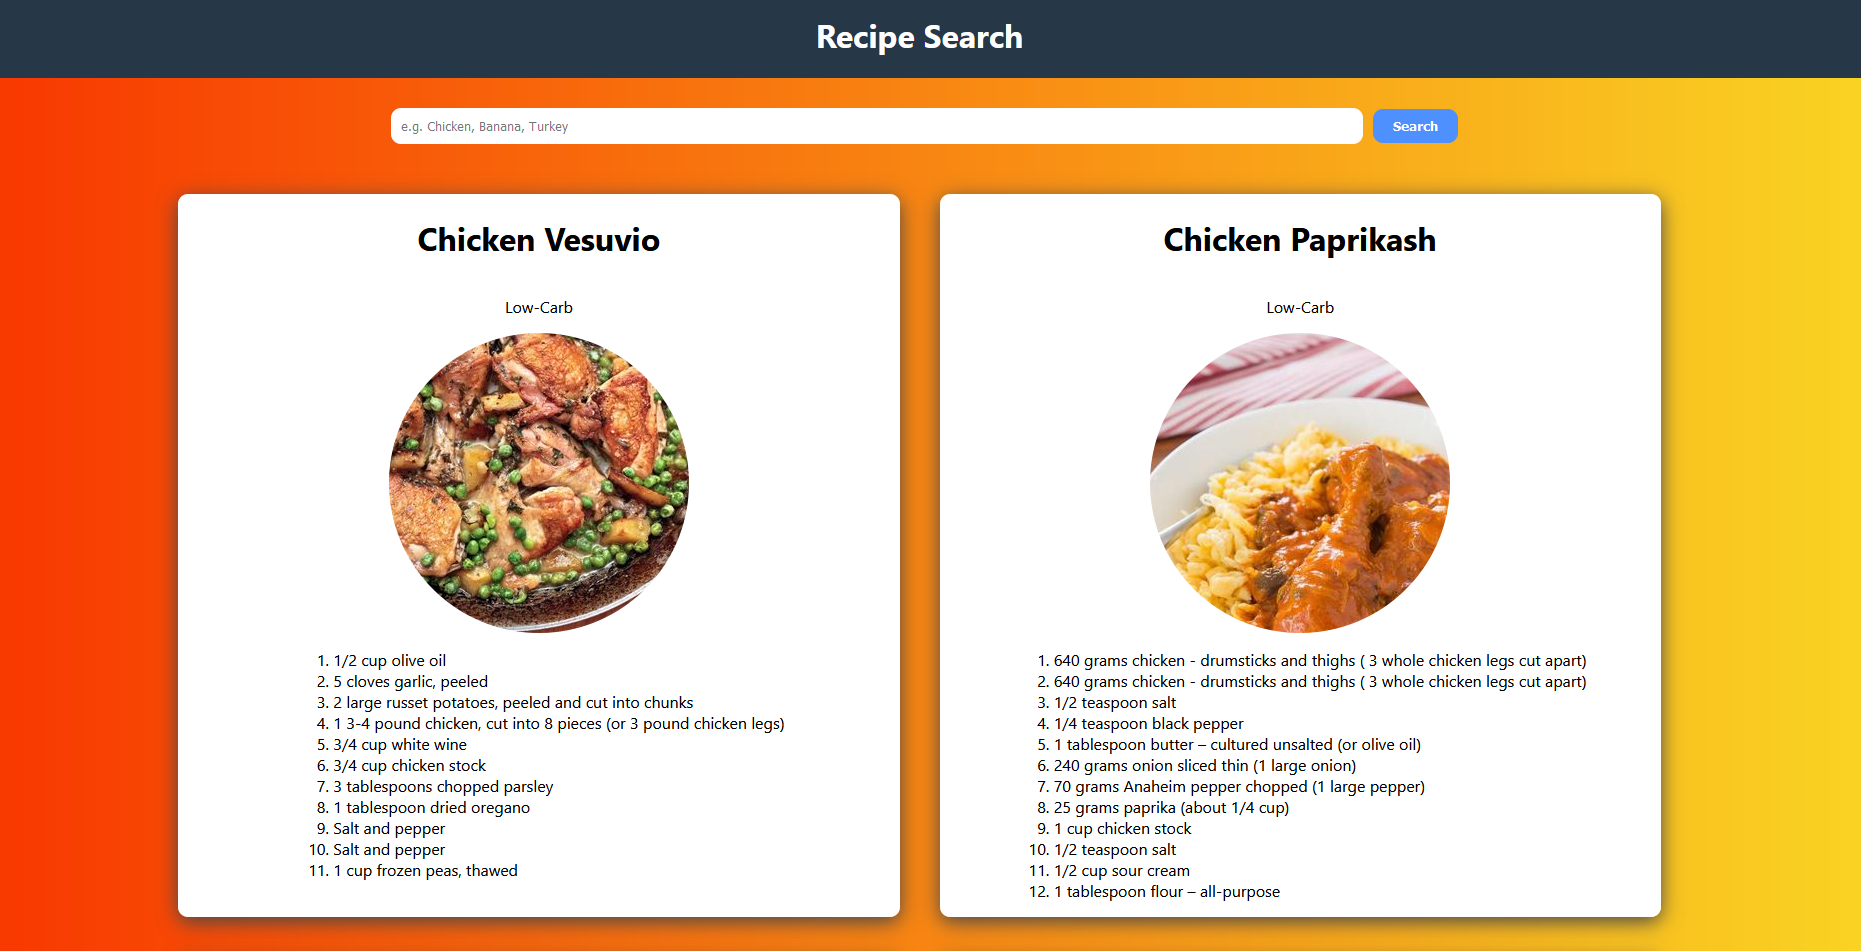 Recipe Search
e.g. Chicken, Banana, Turkey
Search
Chicken Vesuvio
Low-Carb
1. 1/2 cup olive oil
2. 5 cloves garlic, peeled
3. 2 large russet potatoes, peeled and cut into chunks
4. 1 3-4 pound chicken, cut into 8 pieces (or 3 pound chicken legs)
5. 3/4 cup white wine
6. 3/4 cup chicken stock
7. 3 tablespoons chopped parsley
8. 1 tablespoon dried oregano
9. Salt and pepper
10. Salt and pepper
11. 1 cup frozen peas, thawed
Chicken Paprikash
Low-Carb
1. 640 grams chicken - drumsticks and thighs ( 3 whole chicken legs cut apart)
2. 640 grams chicken - drumsticks and thighs ( 3 whole chicken legs cut apart)
3. 1/2 teaspoon salt
4. 1/4 teaspoon black pepper
5. 1 tablespoon butter – cultured unsalted (or olive oil)
6. 240 grams onion sliced thin (1 large onion)
7. 70 grams Anaheim pepper chopped (1 large pepper)
8. 25 grams paprika (about 1/4 cup)
9. 1 cup chicken stock
10. 1/2 teaspoon salt
11. 1/2 cup sour cream
12. 1 tablespoon flour – all-purpose